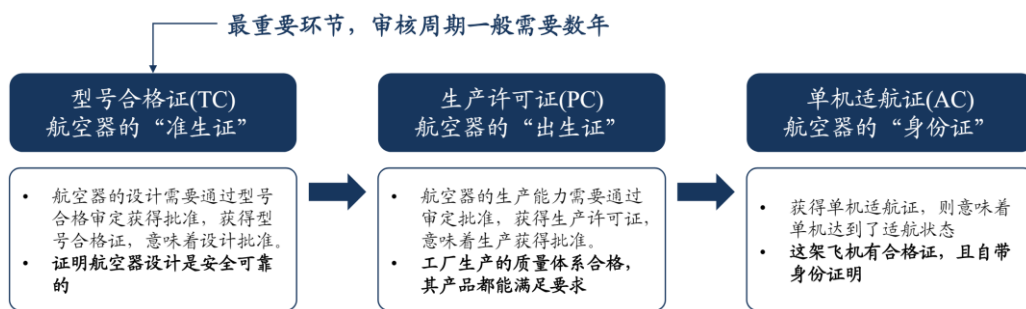 最重要环节，审核周期一般需要数年
型号合格证(TC)
航空器的“准生证”
• 航空器的设计需要通过型号
合格审定获得批准，获得型
号合格证，意味着设计批准。
• 证明航空器设计是安全可靠
的
生产许可证(PC)
航空器的“出生证”
• 航空器的生产能力需要通过
审定批准，获得生产许可证，
意味着生产获得批准。
• 工厂生产的质量体系合格，
其产品都能满足要求
单机适航证(AC)
航空器的“身份证”
• 获得单机适航证，则意味着
单机达到了适航状态
• 这架飞机有合格证，且自带
身份证明